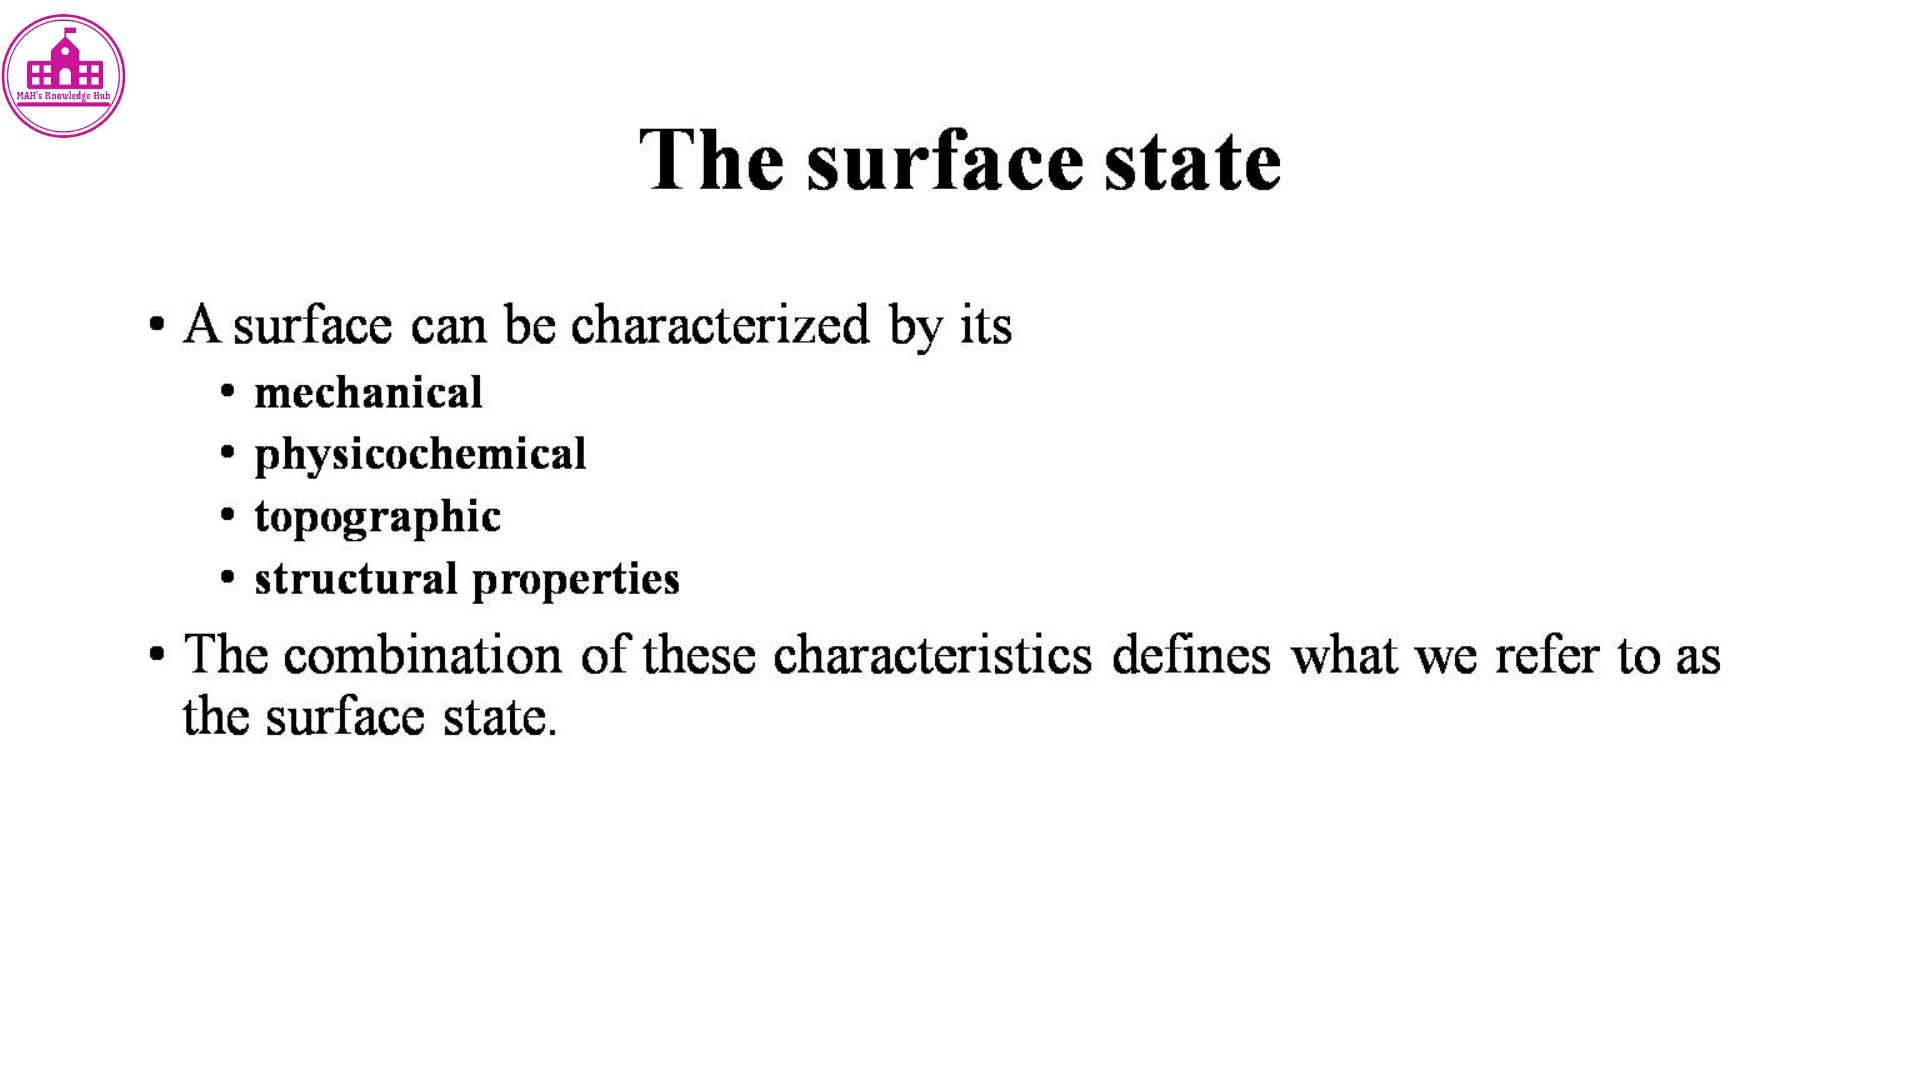 MAH's Knowledge Hub
The surface state
• A surface can be characterized by its
• mechanical
• physicochemical
• topographic
• structural properties
• The combination of these characteristics defines what we refer to as
the surface state.